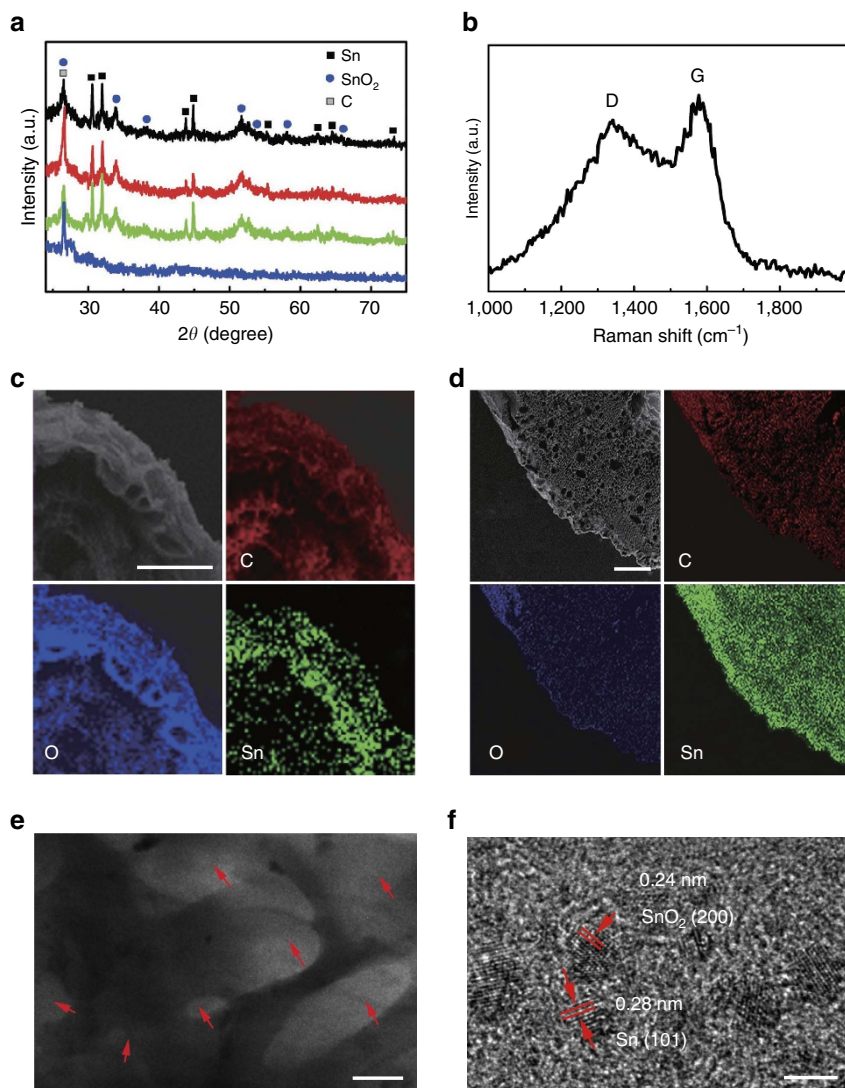 a
Sn
SnO2
C
Intensity (a.u.)
30 40 50 60 70
2θ (degree)
b
D
G
Intensity (a.u.)
1,000 1,200 1,400 1,600 1,800
Raman shift (cm−1)
c
C
O
Sn
d
C
O
Sn
e
f
0.24 nm
SnO2 (200)
0.28 nm
Sn (101)